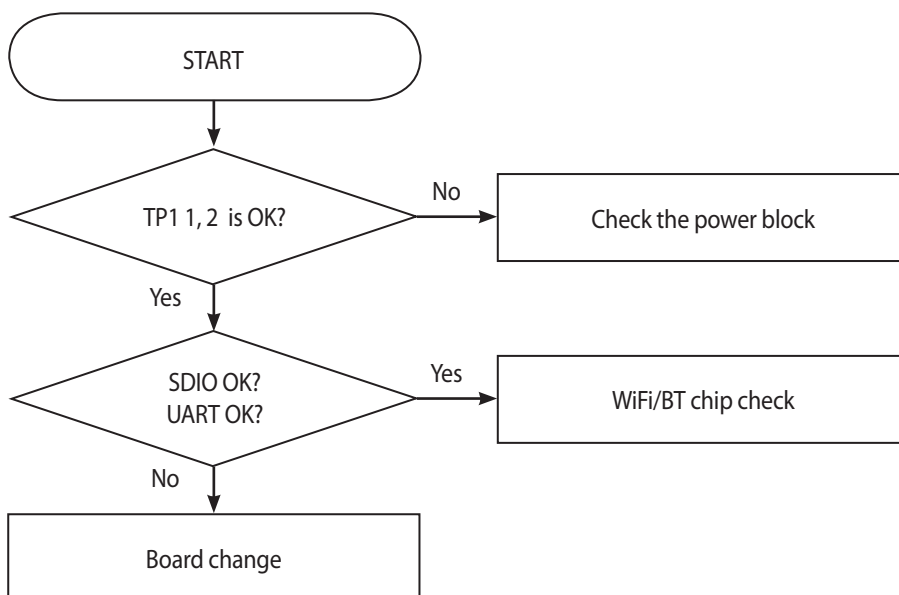 START
TP1 1, 2 is OK?
No
Check the power block
Yes
SDIO OK?
UART OK?
Yes
WiFi/BT chip check
No
Board change